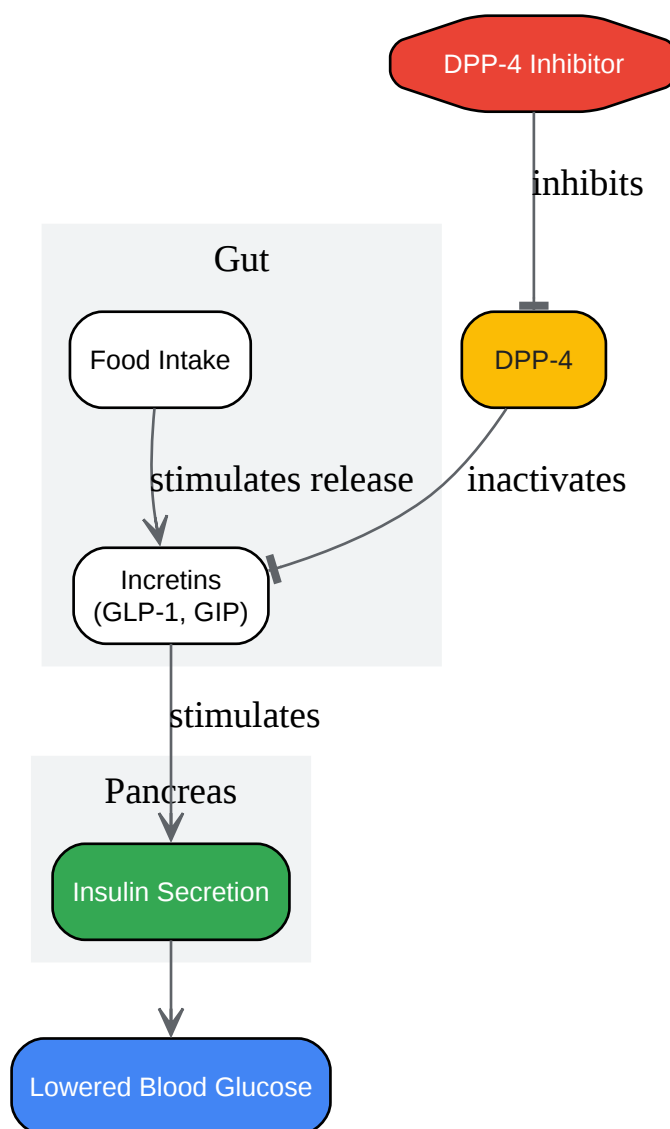 DPP-4 Inhibitor
inhibits
Gut
Food Intake
DPP-4
stimulates release
inactivates
Incretins
(GLP-1, GIP)
stimulates
Pancreas
Insulin Secretion
Lowered Blood Glucose